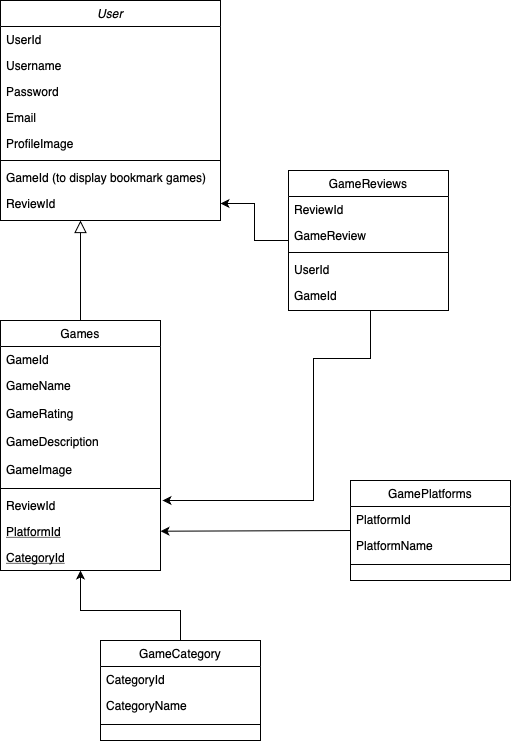 User
UserId
Username
Password
Email
ProfileImage
GameId (to display bookmark games)
ReviewId
GameReviews
ReviewId
GameReview
UserId
GameId
Games
GameId
GameName
GameRating
GameDescription
GameImage
ReviewId
PlatformId
CategoryId
GamePlatforms
PlatformId
PlatformName
GameCategory
CategoryId
CategoryName